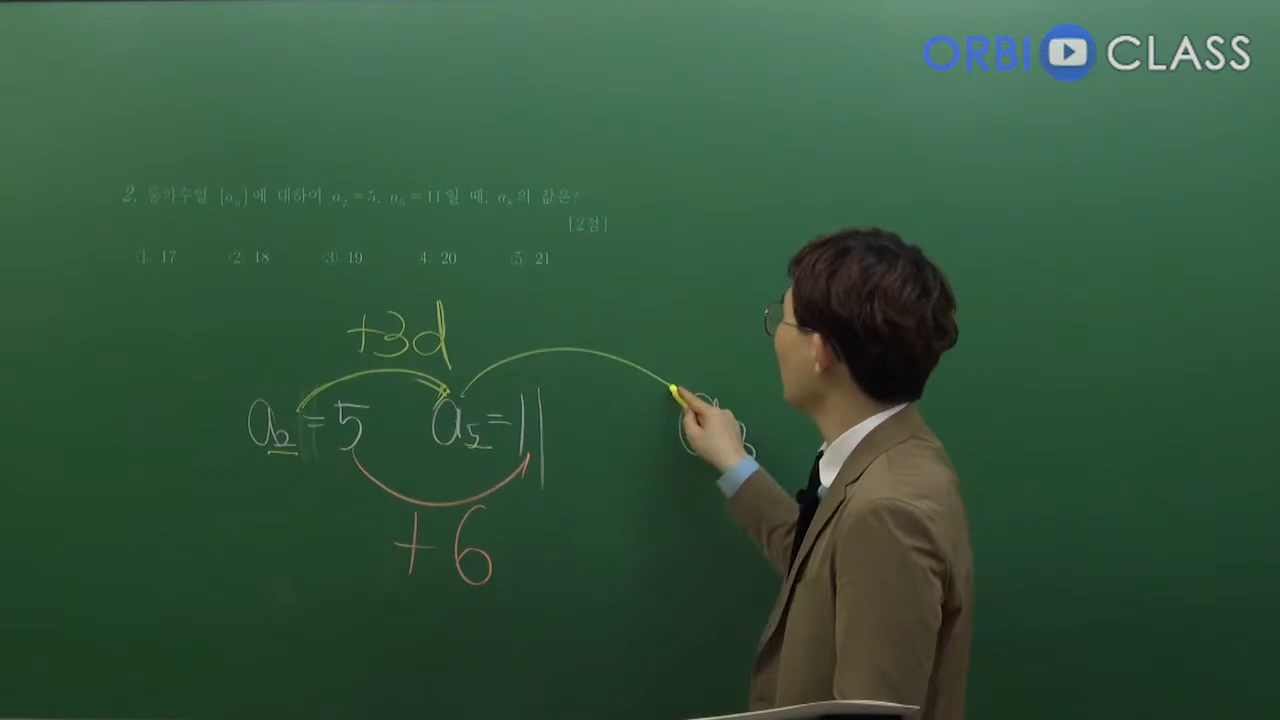 ORBI CLASS
2. 등차수열 {aₙ}에 대하여 a₂=5, a₅=11일 때, a₈의 값은?
[2점]
① 17 ② 18 ③ 19 ④ 20 ⑤ 21
+3d
a₂=5 a₅=11
+6